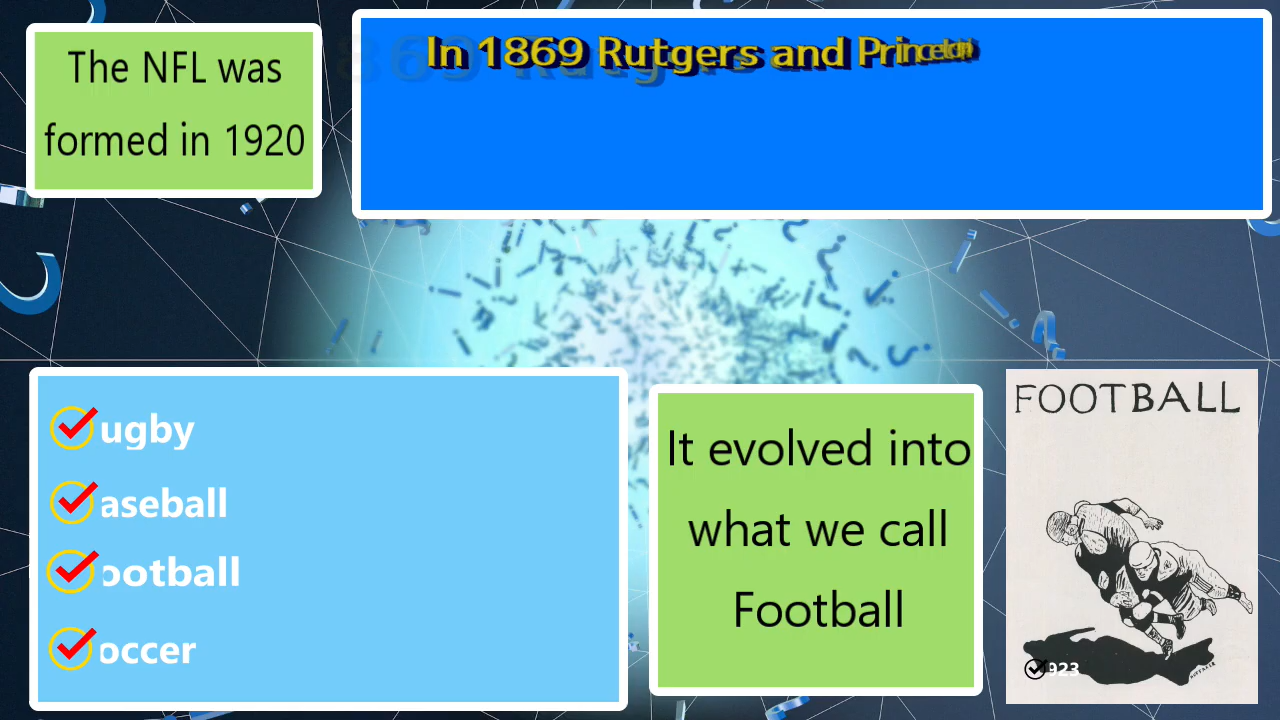 The NFL was
formed in 1920
In 1869 Rutgers and Princeton
ugby
aseball
ootball
occer
It evolved into
what we call
Football
FOOTBALL
923